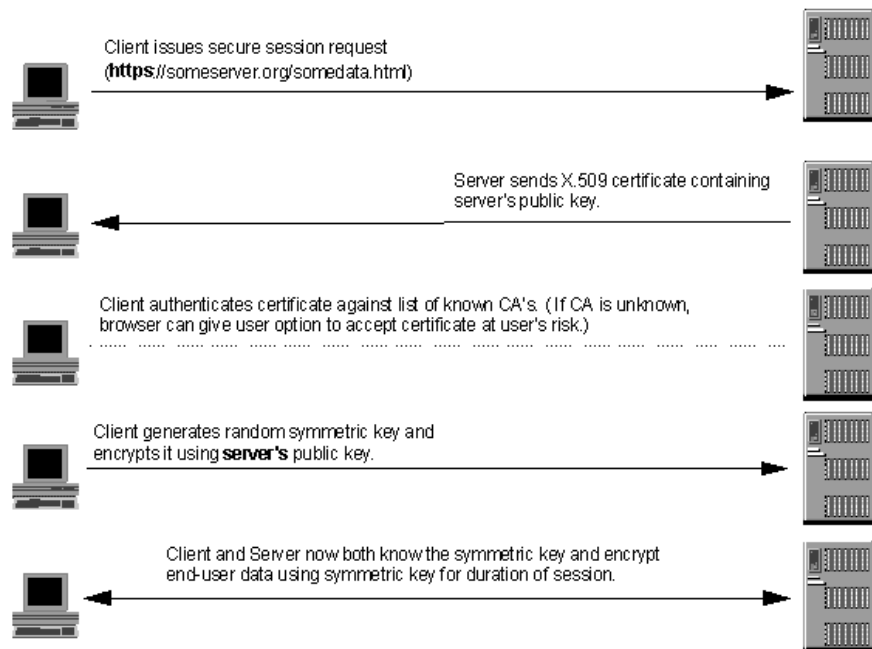 Client issues secure session request
(https://someserver.org/somedata.html)
Server sends X.509 certificate containing
server's public key.
Client authenticates certificate against list of known CA's. ( If CA is unknown,
browser can give user option to accept certificate at user's risk.)
Client generates random symmetric key and
encrypts it using server's public key.
Client and Server now both know the symmetric key and encrypt
end-user data using symmetric key for duration of session.